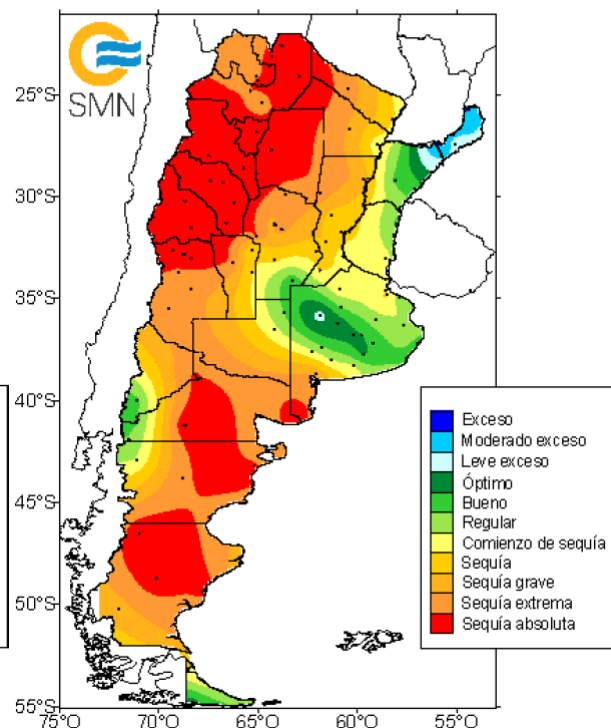 SMN
25°S
30°S
35°S
40°S
45°S
50°S
55°S
75°O 70°O 65°O 60°O
Exceso
Moderado exceso
Leve exceso
Óptimo
Bueno
Regular
Comienzo de sequía
Sequía
Sequía grave
Sequía extrema
Sequía absoluta